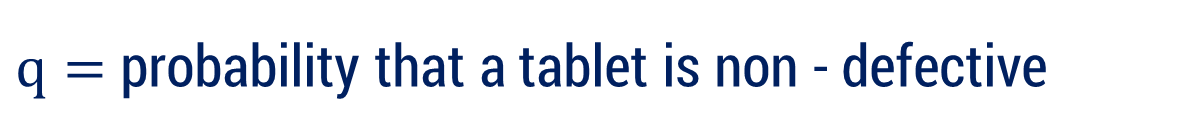 q = probability that a tablet is non - defective